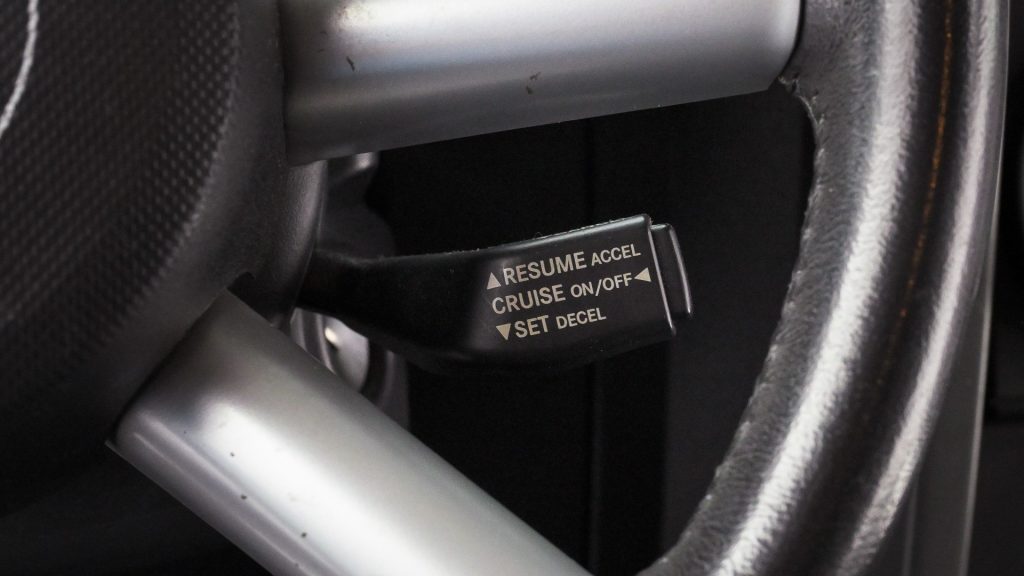 ▲RESUME ACCEL
CRUISE ON/OFF◀
▼SET DECEL